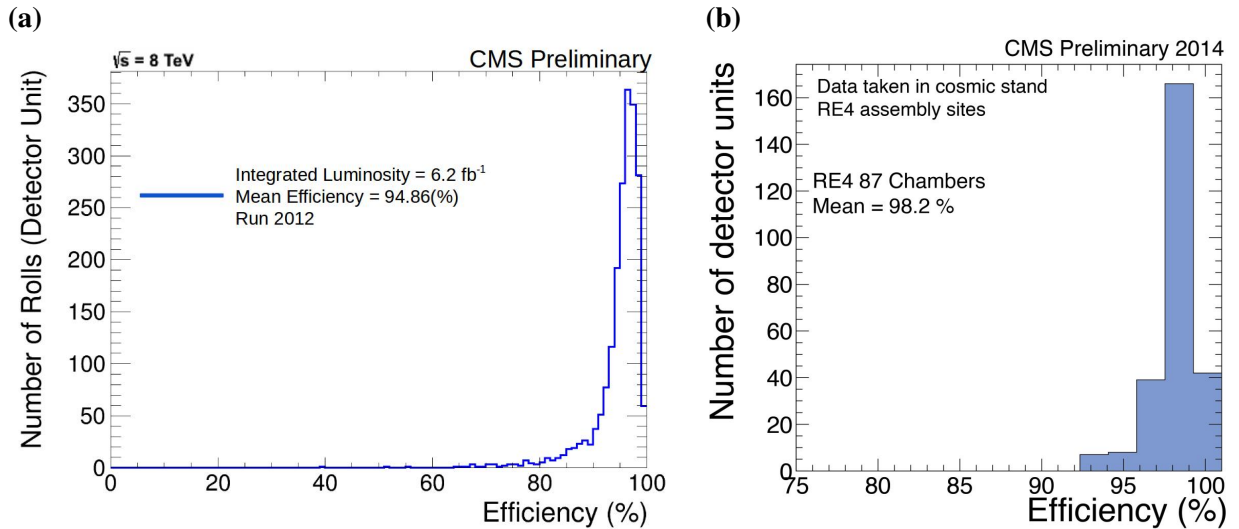 (a)
√s = 8 TeV
CMS Preliminary
Number of Rolls (Detector Unit)
350
300
250
200
150
100
50
0
Integrated Luminosity = 6.2 fb⁻¹
Mean Efficiency = 94.86(%)
Run 2012
0 20 40 60 80 100
Efficiency (%)
(b)
CMS Preliminary 2014
Number of detector units
160
140
120
100
80
60
40
20
0
Data taken in cosmic stand
RE4 assembly sites
RE4 87 Chambers
Mean = 98.2 %
75 80 85 90 95 100
Efficiency (%)